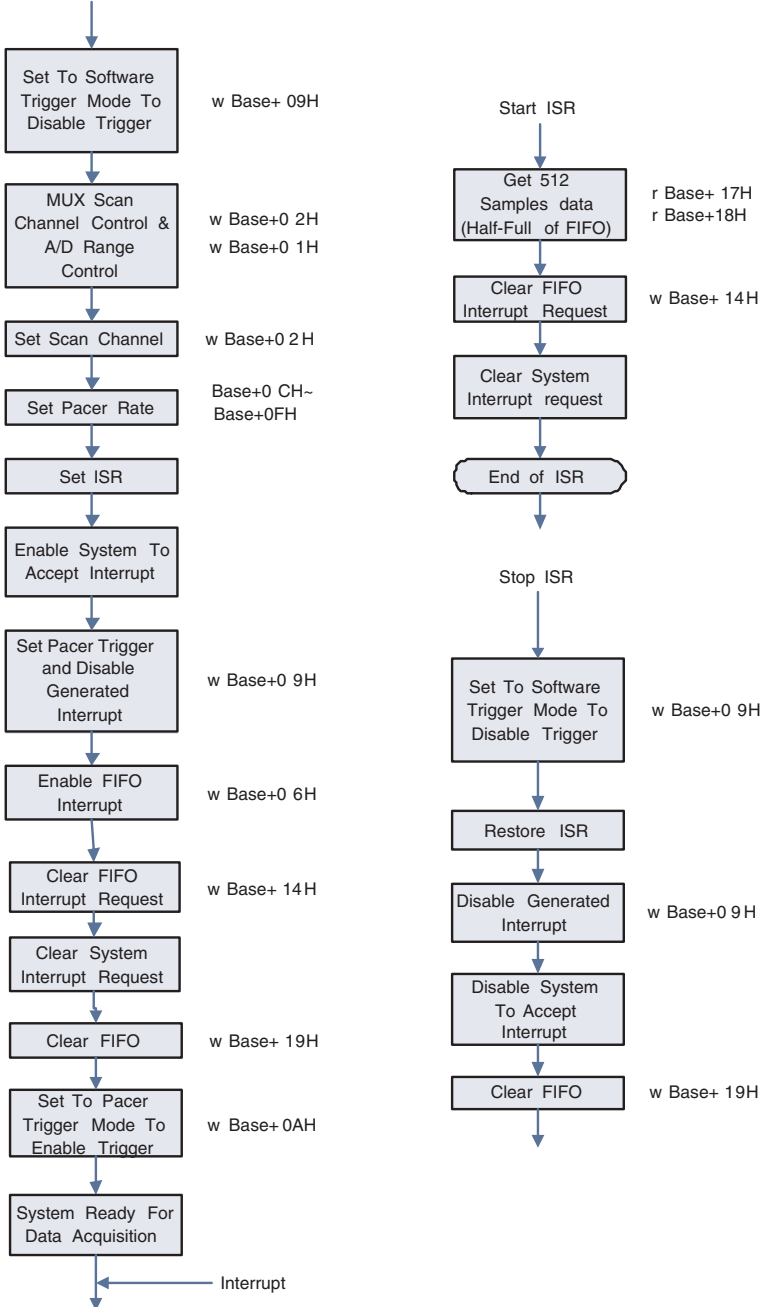 Set To Software
Trigger Mode To
Disable Trigger
w Base+ 09H
MUX Scan
Channel Control &
A/D Range
Control
w Base+0 2H
w Base+0 1H
Set Scan Channel
w Base+0 2H
Set Pacer Rate
Base+0 CH~
Base+0FH
Set ISR
Enable System To
Accept Interrupt
Set Pacer Trigger
and Disable
Generated
Interrupt
w Base+0 9H
Enable FIFO
Interrupt
w Base+0 6H
Clear FIFO
Interrupt Request
w Base+ 14H
Clear System
Interrupt Request
Clear FIFO
w Base+ 19H
Set To Pacer
Trigger Mode To
Enable Trigger
w Base+ 0AH
System Ready For
Data Acquisition
Interrupt
Start ISR
Get 512
Samples data
(Half-Full of FIFO)
r Base+ 17H
r Base+18H
Clear FIFO
Interrupt Request
w Base+ 14H
Clear System
Interrupt request
End of ISR
Stop ISR
Set To Software
Trigger Mode To
Disable Trigger
w Base+0 9H
Restore ISR
Disable Generated
Interrupt
w Base+0 9H
Disable System
To Accept
Interrupt
Clear FIFO
w Base+ 19H